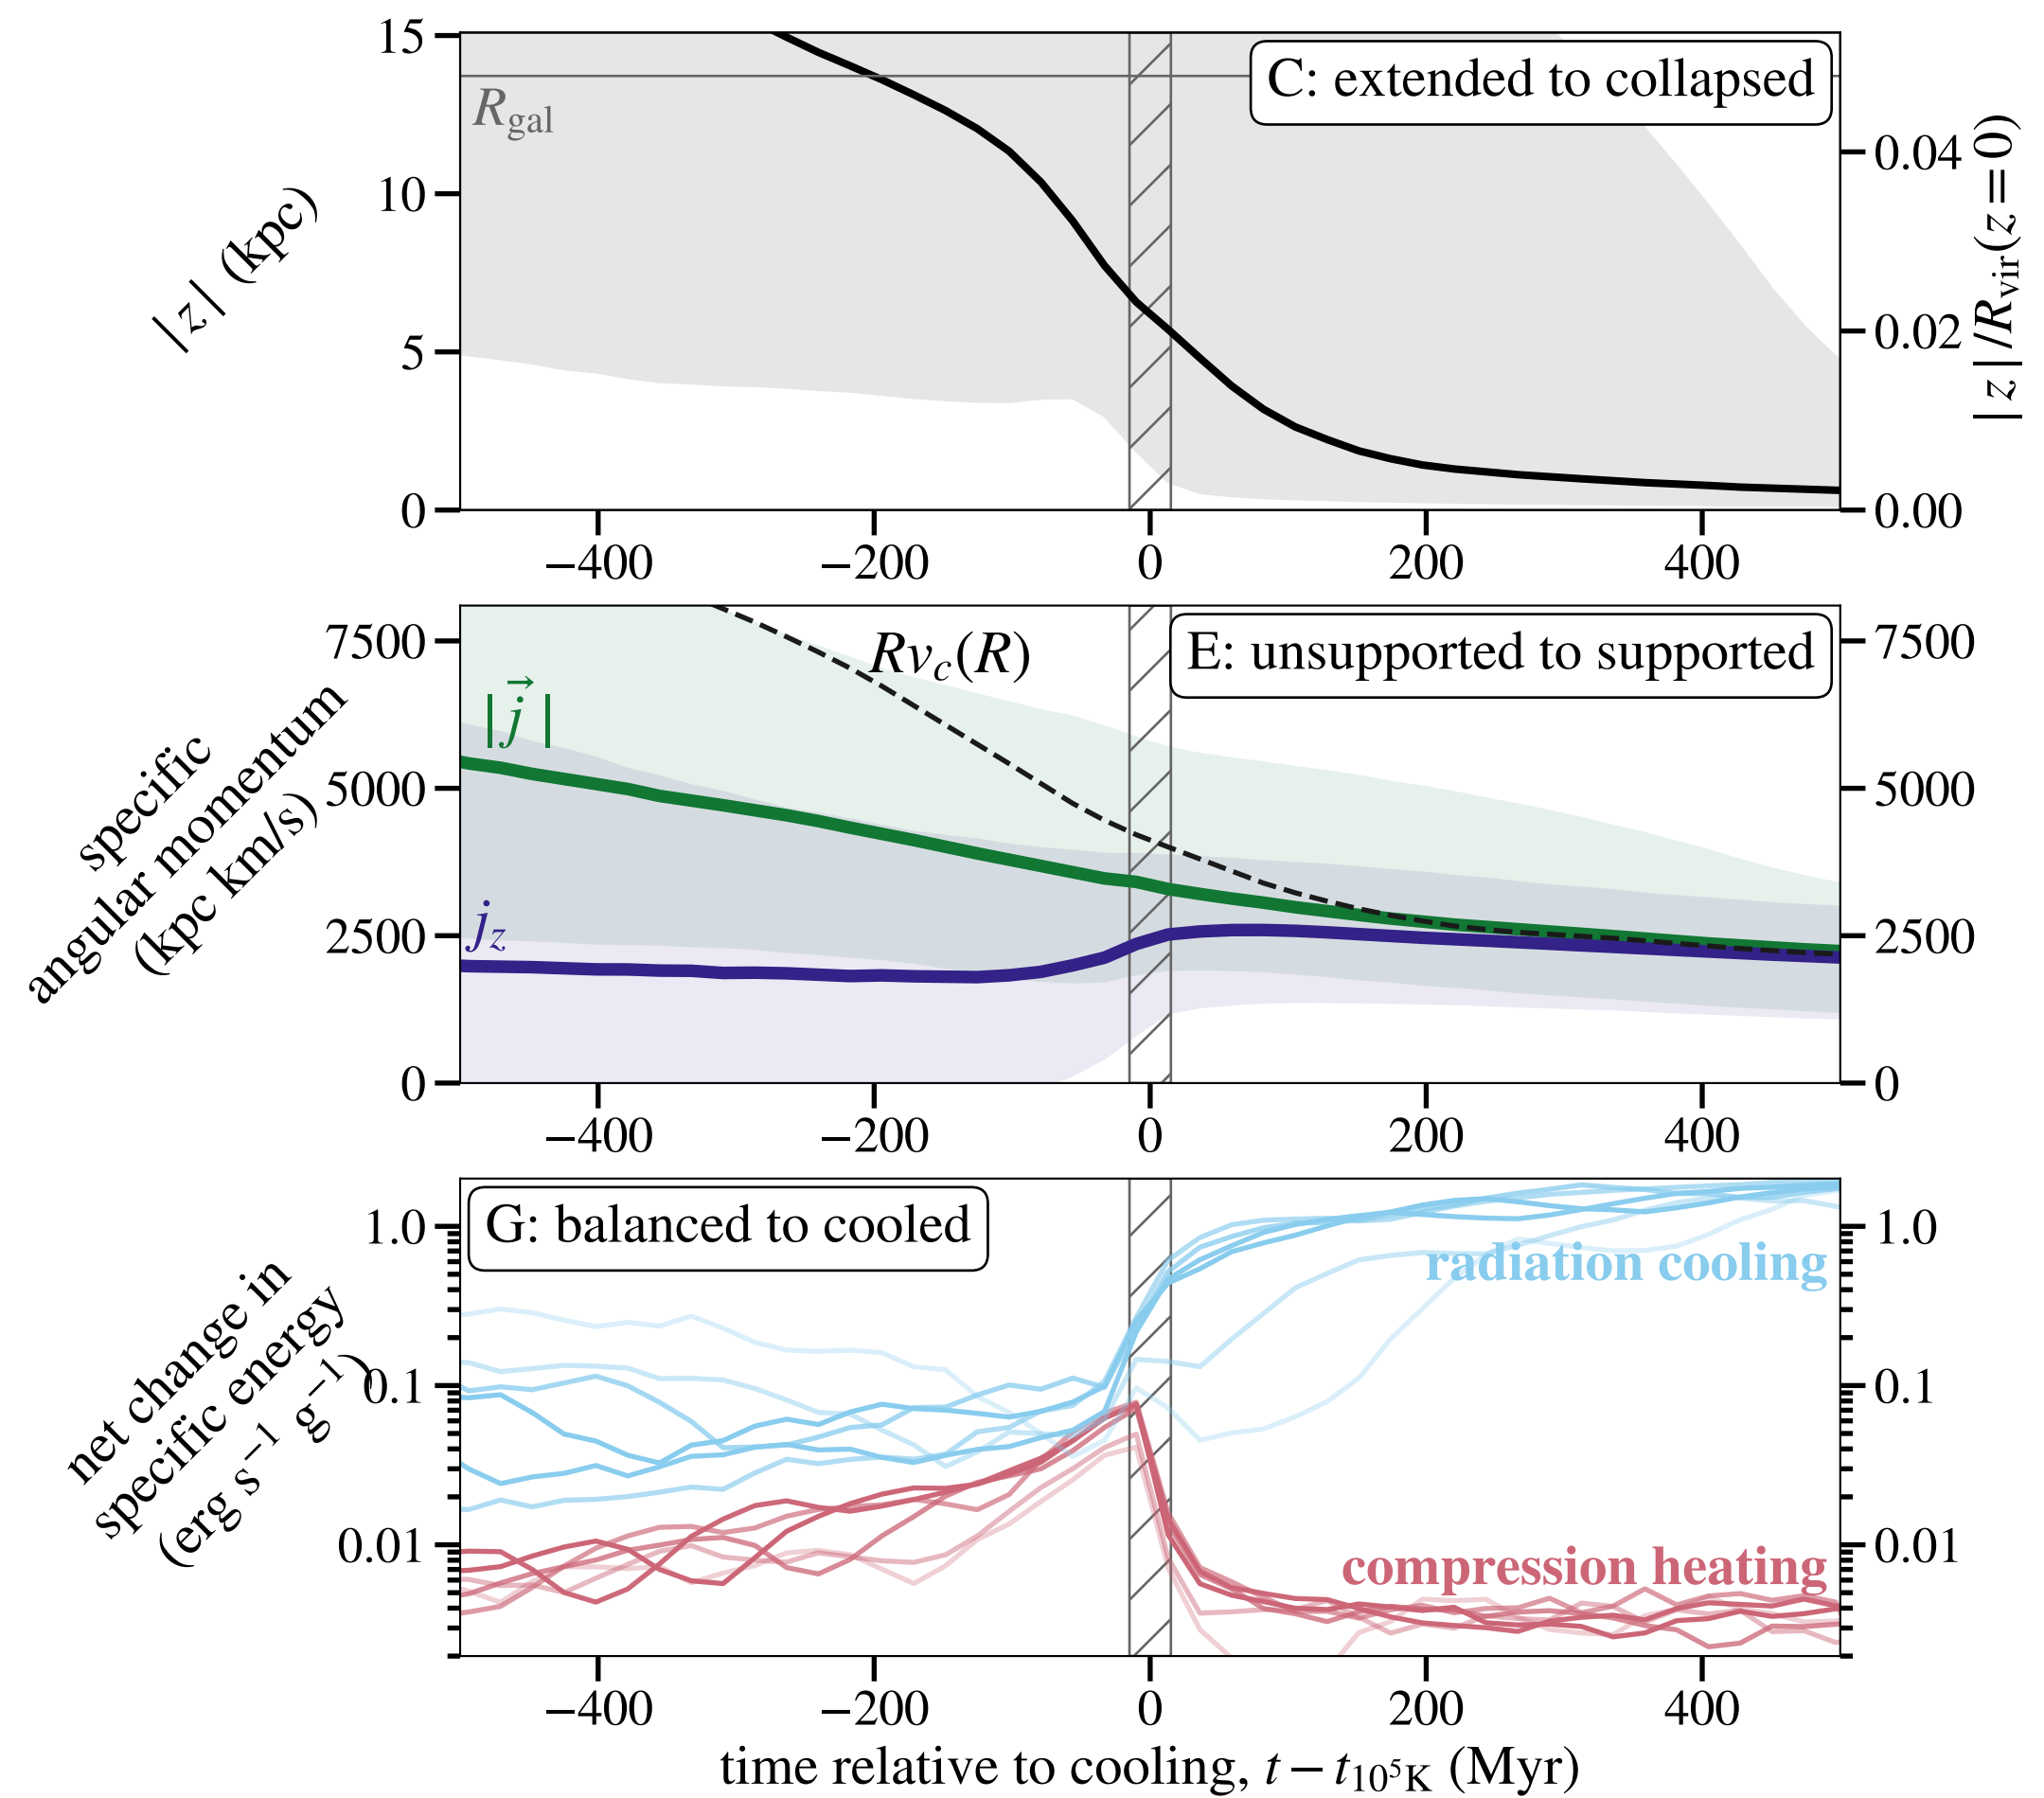 15
10
5
0
|z| (kpc)
R_gal
C: extended to collapsed
0.04
0.02
0.00
|z|/R_vir(z=0)
−400 −200 0 200 400
7500
5000
2500
0
specific
angular momentum
(kpc km/s)
|j⃗|
j_z
Rv_c(R)
E: unsupported to supported
7500
5000
2500
0
−400 −200 0 200 400
1.0
0.1
0.01
net change in
specific energy
(erg s⁻¹ g⁻¹)
G: balanced to cooled
radiation cooling
compression heating
1.0
0.1
0.01
−400 −200 0 200 400
time relative to cooling, t − t_10⁵K (Myr)